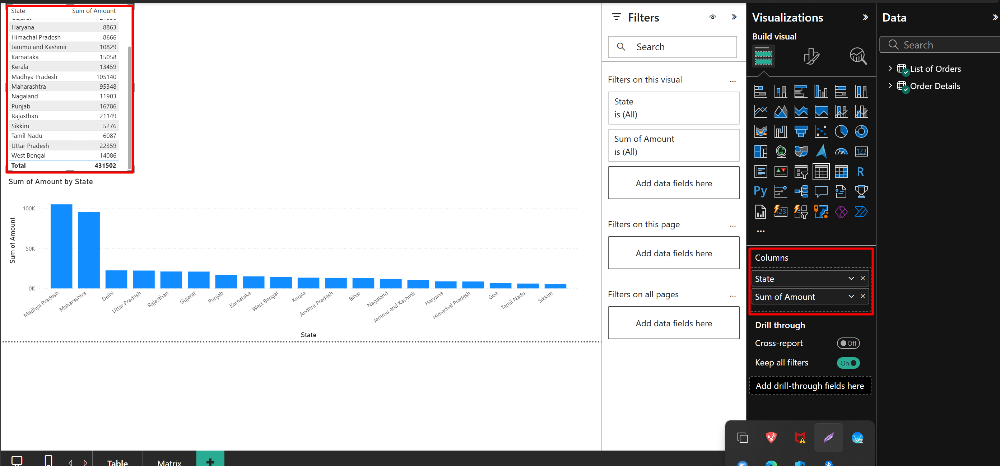 State Sum of Amount
Gujarat 21058
Haryana 8863
Himachal Pradesh 8666
Jammu and Kashmir 10829
Karnataka 15058
Kerala 13459
Madhya Pradesh 105140
Maharashtra 95348
Nagaland 11903
Punjab 16786
Rajasthan 21149
Sikkim 5276
Tamil Nadu 6087
Uttar Pradesh 22359
West Bengal 14086
Total 431502
Sum of Amount by State
Sum of Amount
100K
50K
0K
Madhya Pradesh
Maharashtra
Delhi
Uttar Pradesh
Rajasthan
Gujarat
Punjab
Karnataka
West Bengal
Kerala
Andhra Pradesh
Bihar
Nagaland
Jammu and Kashmir
Haryana
Himachal Pradesh
Goa
Tamil Nadu
Sikkim
State
Table
Matrix
Filters
Search
Filters on this visual ...
State
is (All)
Sum of Amount
is (All)
Add data fields here
Filters on this page ...
Add data fields here
Filters on all pages ...
Add data fields here
Visualizations
Build visual
123
R
Py
123
...
Columns
State
Sum of Amount
Drill through
Cross-report Off
Keep all filters On
Add drill-through fields here
Data
Search
List of Orders
Order Details